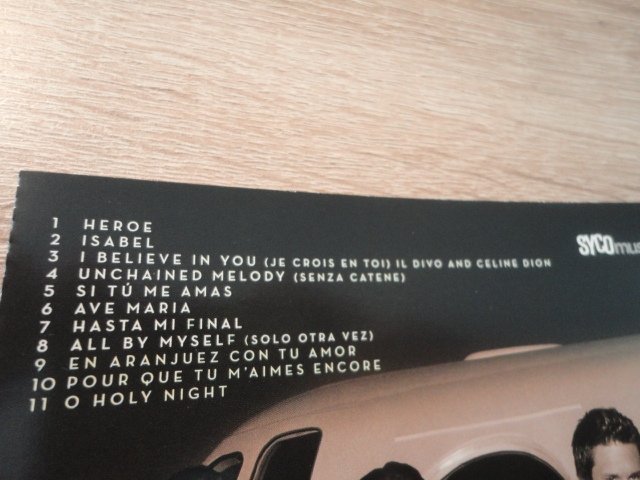 1 HEROE
2 ISABEL
3 I BELIEVE IN YOU (JE CROIS EN TOI) IL DIVO AND CELINE DION
4 UNCHAINED MELODY (SENZA CATENE)
5 SI TÚ ME AMAS
6 AVE MARIA
7 HASTA MI FINAL
8 ALL BY MYSELF (SOLO OTRA VEZ)
9 EN ARANJUEZ CON TU AMOR
10 POUR QUE TU M'AIMES ENCORE
11 O HOLY NIGHT
SYCO